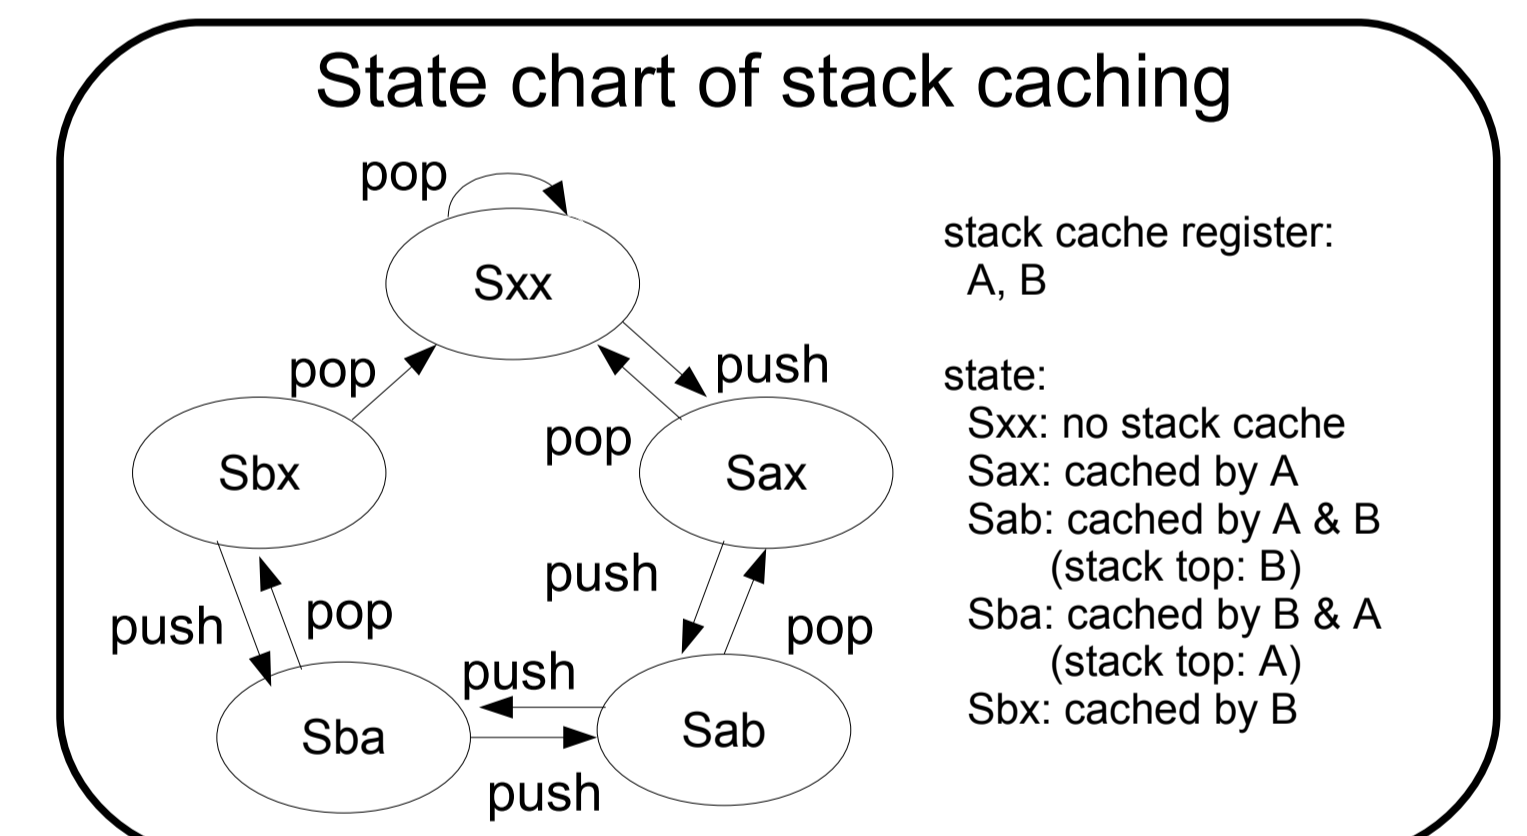 State chart of stack caching
pop
Sxx
pop
push
pop
Sbx
Sax
push
pop
push
pop
push
Sba
Sab
push
stack cache register:
A, B
state:
Sxx: no stack cache
Sax: cached by A
Sab: cached by A & B
(stack top: B)
Sba: cached by B & A
(stack top: A)
Sbx: cached by B